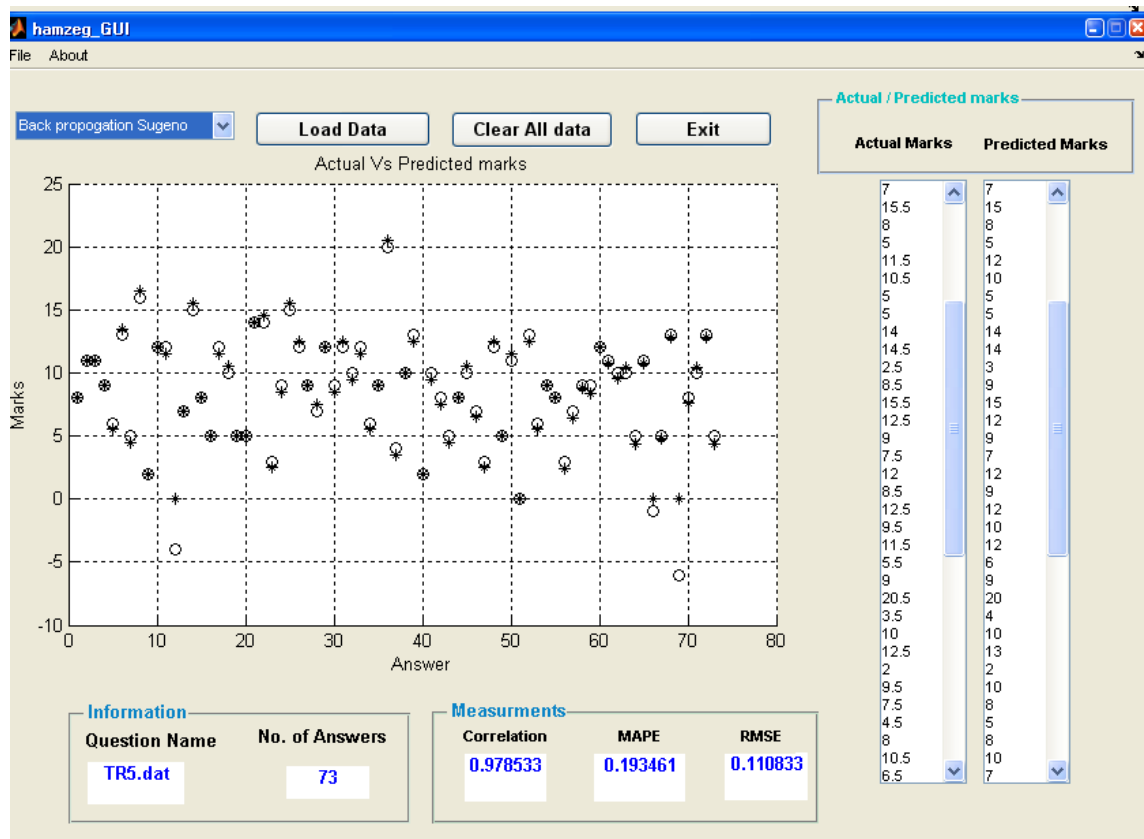 hamzeg_GUI
File About
Back propogation Sugeno
Load Data
Clear All data
Exit
Actual / Predicted marks
Actual Marks
Predicted Marks
Actual Vs Predicted marks
Marks
25
20
15
10
5
0
-5
-10
0 10 20 30 40 50 60 70 80
Answer
7 7
15.5 15
8 8
5 5
11.5 12
10.5 10
5 5
5 5
14 14
14.5 14
2.5 3
8.5 9
15.5 15
12.5 12
9 9
7.5 7
12 12
8.5 9
12.5 12
9.5 10
11.5 12
5.5 6
9 9
20.5 20
3.5 4
10 10
12.5 13
2 2
9.5 10
7.5 8
4.5 5
8 8
10.5 10
6.5 7
Information
Question Name
No. of Answers
TR5.dat
73
Measurments
Correlation
MAPE
RMSE
0.978533
0.193461
0.110833